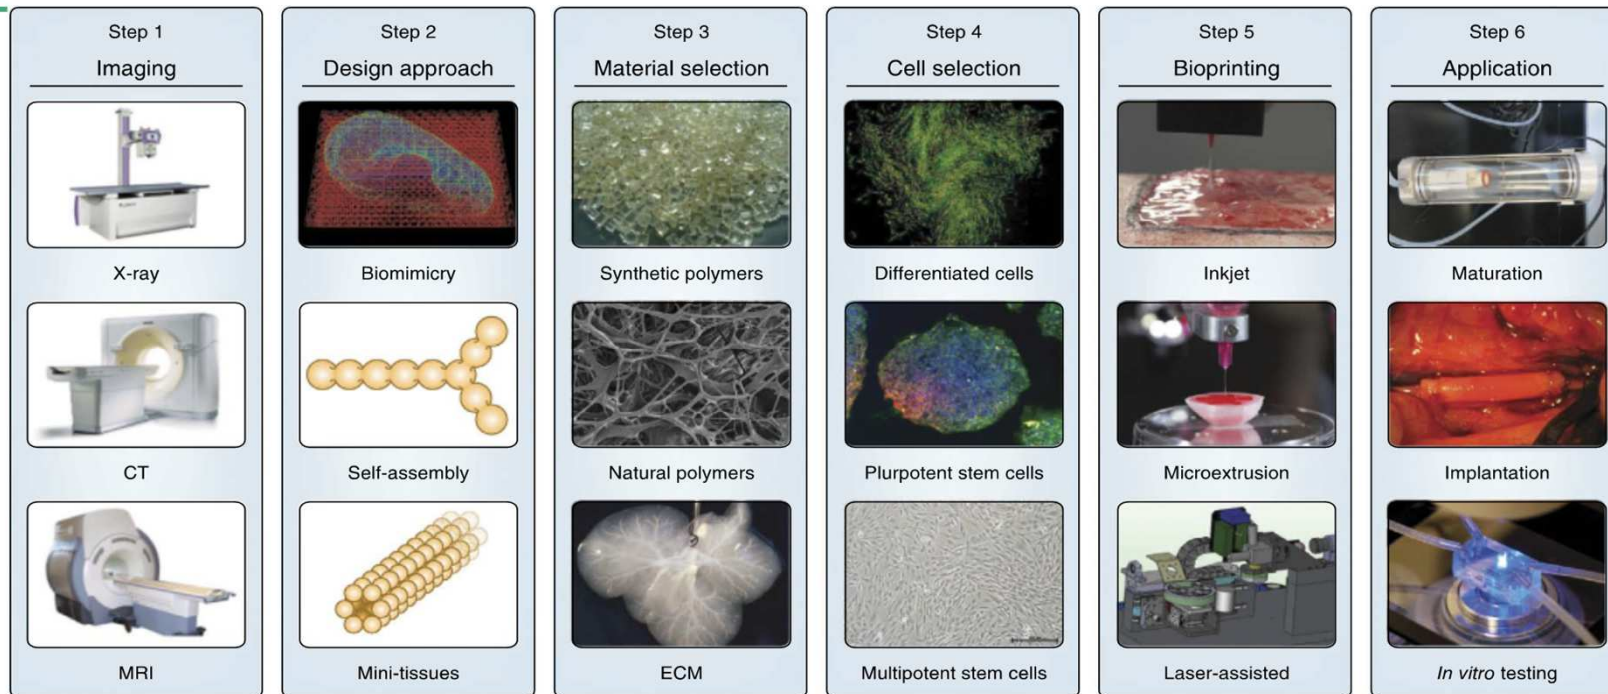 Step 1
Imaging
X-ray
CT
MRI
Step 2
Design approach
Biomimicry
Self-assembly
Mini-tissues
Step 3
Material selection
Synthetic polymers
Natural polymers
ECM
Step 4
Cell selection
Differentiated cells
Plurpotent stem cells
Multipotent stem cells
Step 5
Bioprinting
Inkjet
Microextrusion
Laser-assisted
Step 6
Application
Maturation
Implantation
In vitro testing